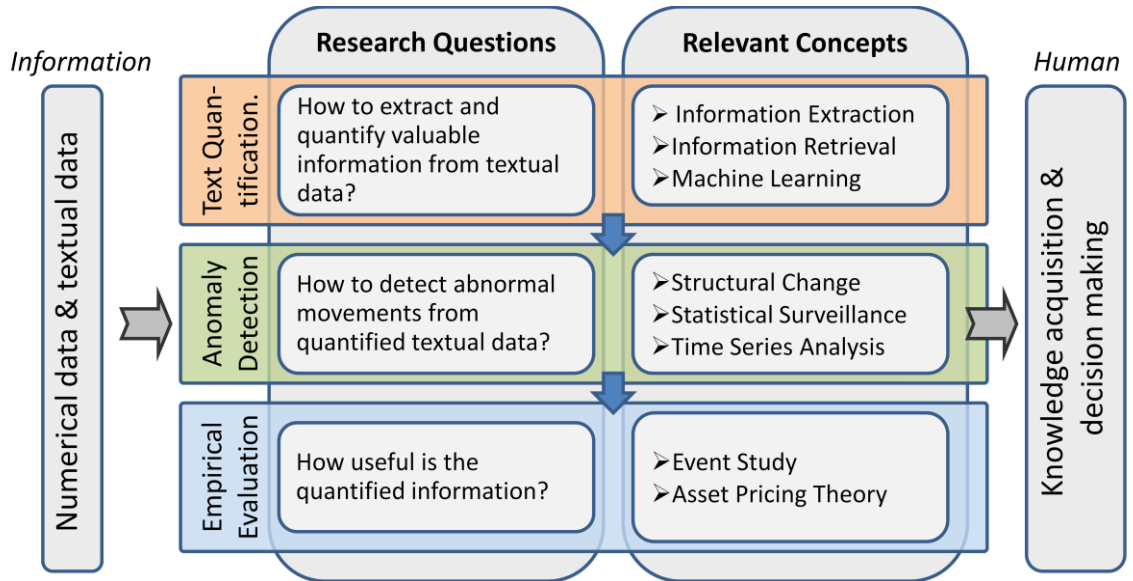 Research Questions
Relevant Concepts
Information
Human
Numerical data & textual data
Text Quan-
tification.
How to extract and
quantify valuable
information from textual
data?
➢ Information Extraction
➢Information Retrieval
➢Machine Learning
Anomaly
Detection
How to detect abnormal
movements from
quantified textual data?
➢Structural Change
➢Statistical Surveillance
➢Time Series Analysis
Empirical
Evaluation
How useful is the
quantified information?
➢Event Study
➢Asset Pricing Theory
Knowledge acquisition &
decision making